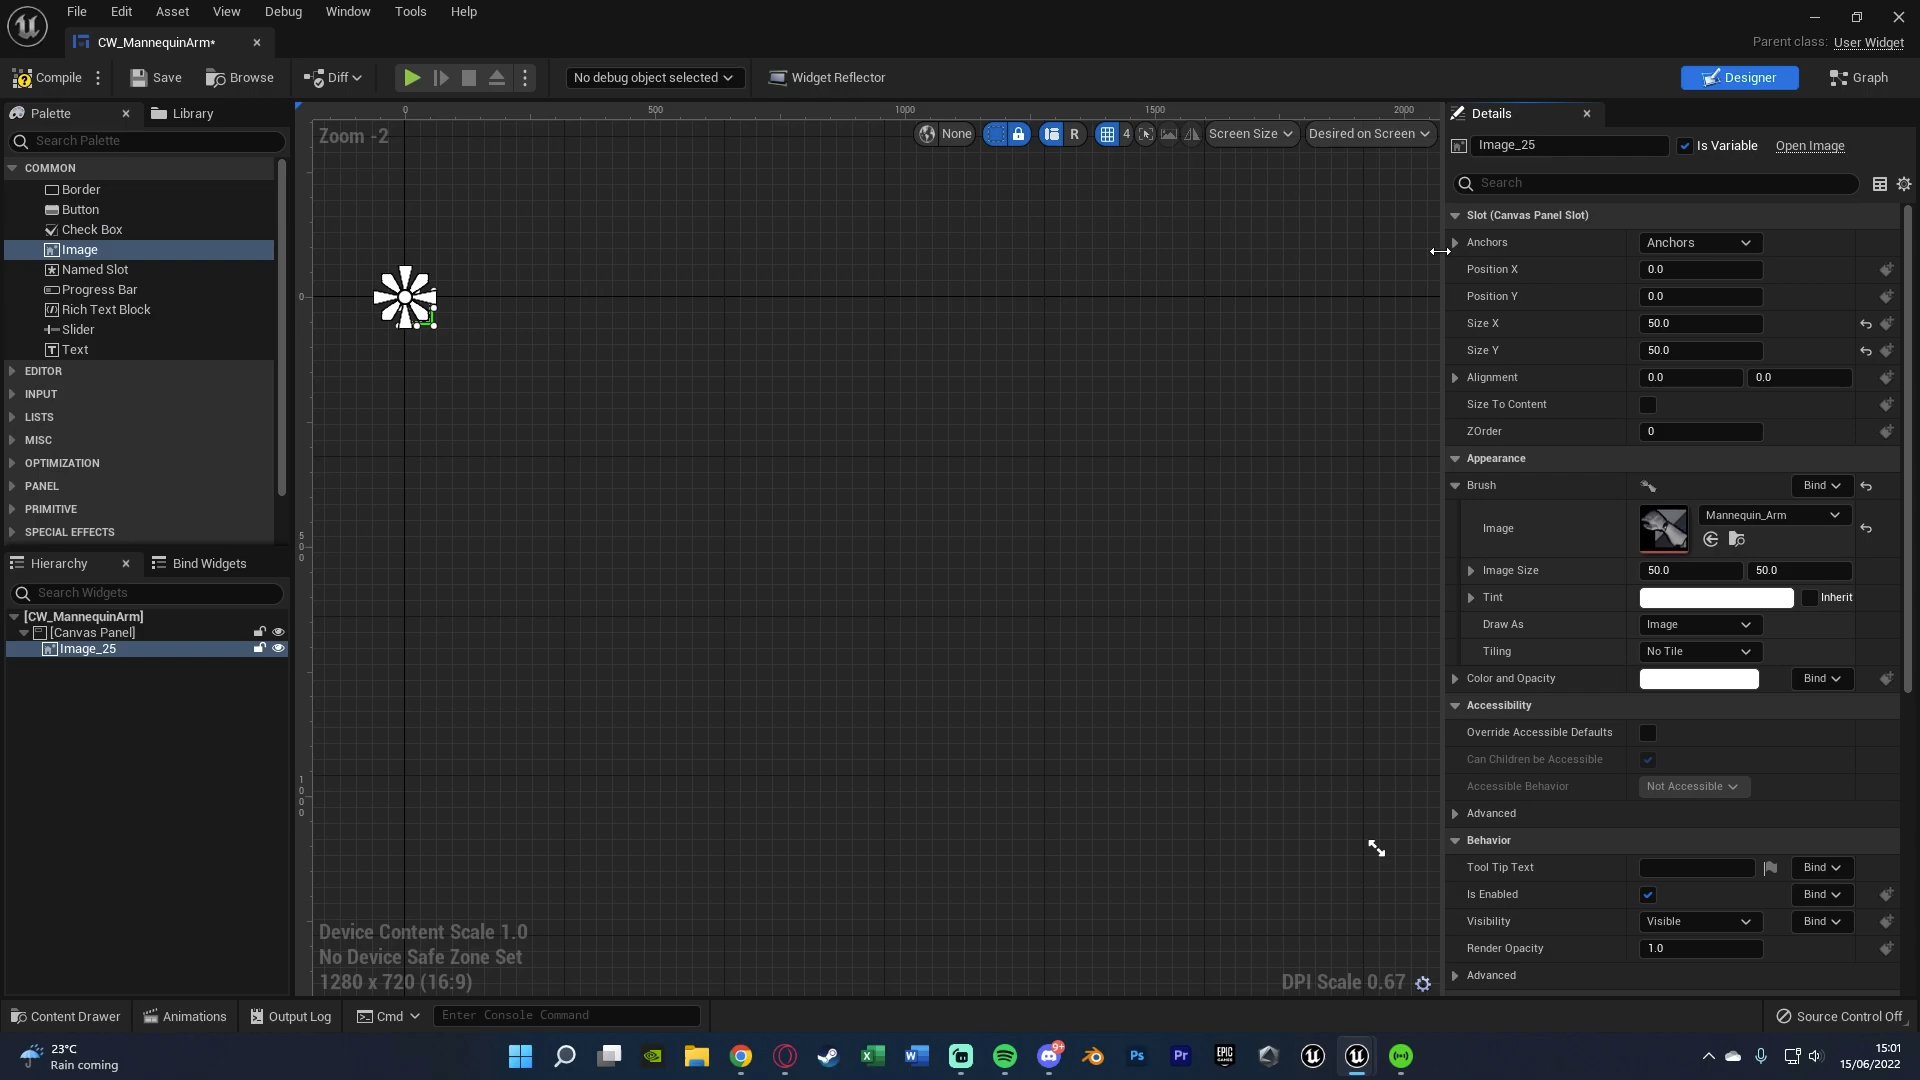 File Edit Asset View Debug Window Tools Help
CW_MannequinArm*
Parent class: User Widget
Compile Save Browse Diff No debug object selected Widget Reflector Designer Graph
Palette Library
Search Palette
COMMON
Border
Button
Check Box
Image
Named Slot
Progress Bar
Rich Text Block
Slider
Text
EDITOR
INPUT
LISTS
MISC
OPTIMIZATION
PANEL
PRIMITIVE
SPECIAL EFFECTS
Hierarchy Bind Widgets
Search Widgets
[CW_MannequinArm]
[Canvas Panel]
Image_25
0 500 1000 1500 2000
Zoom -2
None R 4 Screen Size Desired on Screen
0
500
1000
Device Content Scale 1.0
No Device Safe Zone Set
1280 x 720 (16:9)
DPI Scale 0.67
Details
Image_25 Is Variable Open Image
Search
Slot (Canvas Panel Slot)
Anchors Anchors
Position X 0.0
Position Y 0.0
Size X 50.0
Size Y 50.0
Alignment 0.0 0.0
Size To Content
ZOrder 0
Appearance
Brush Bind
Image Mannequin_Arm
Image Size 50.0 50.0
Tint Inherit
Draw As Image
Tiling No Tile
Color and Opacity Bind
Accessibility
Override Accessible Defaults
Can Children be Accessible
Accessible Behavior Not Accessible
Advanced
Behavior
Tool Tip Text Bind
Is Enabled Bind
Visibility Visible Bind
Render Opacity 1.0
Advanced
Content Drawer Animations Output Log Cmd Enter Console Command Source Control Off
23°C
Rain coming
9+
Ps
Pr
EPIC GAMES
15:01
15/06/2022